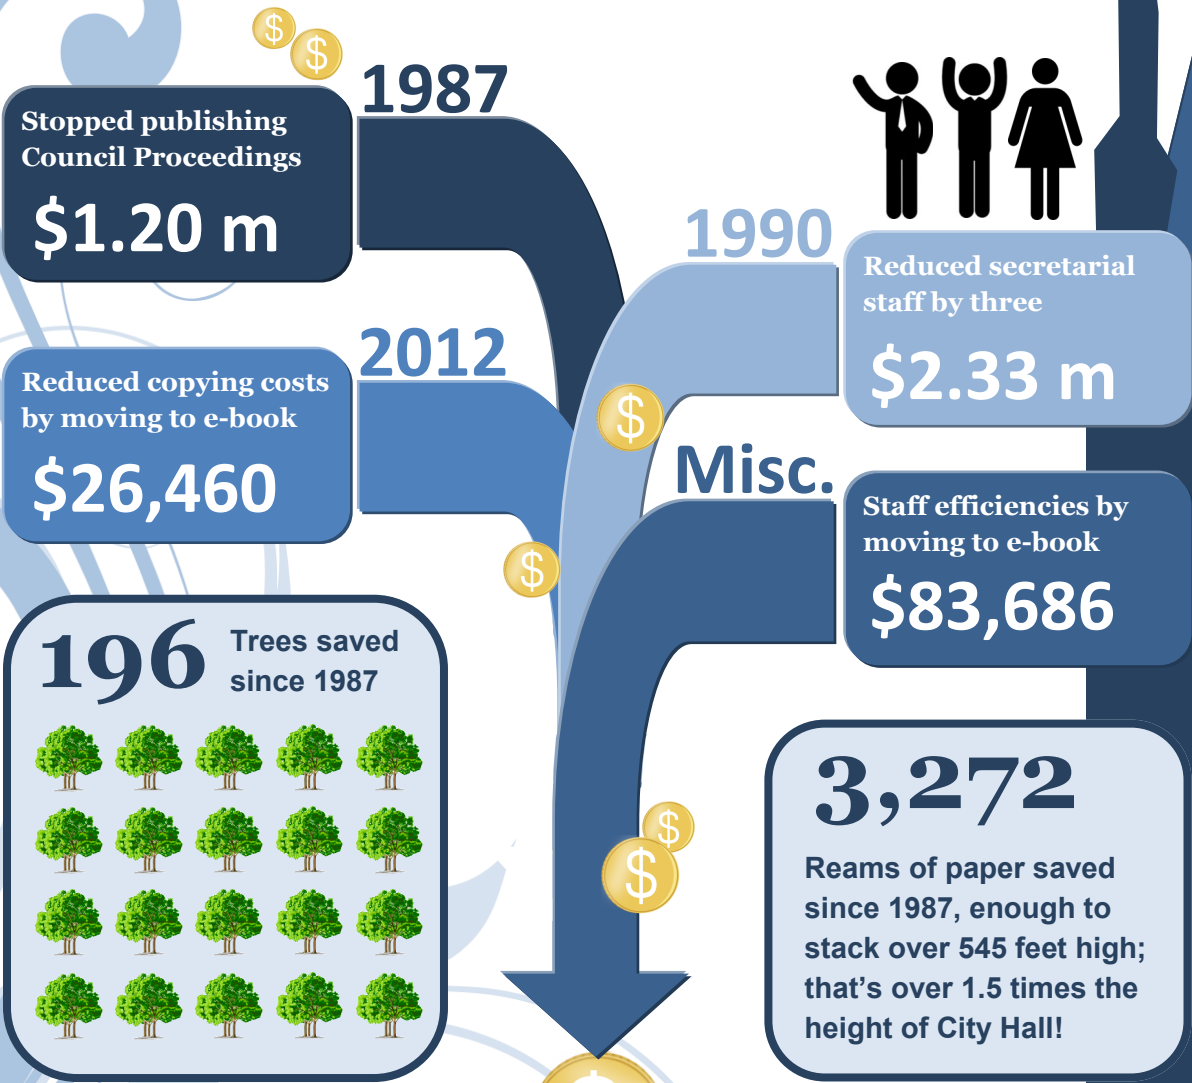 1987
Stopped publishing
Council Proceedings
$1.20 m
1990
Reduced secretarial
staff by three
$2.33 m
2012
Reduced copying costs
by moving to e-book
$26,460
Misc.
Staff efficiencies by
moving to e-book
$83,686
196
Trees saved
since 1987
3,272
Reams of paper saved
since 1987, enough to
stack over 545 feet high;
that's over 1.5 times the
height of City Hall!
$
$
$
$
$
$